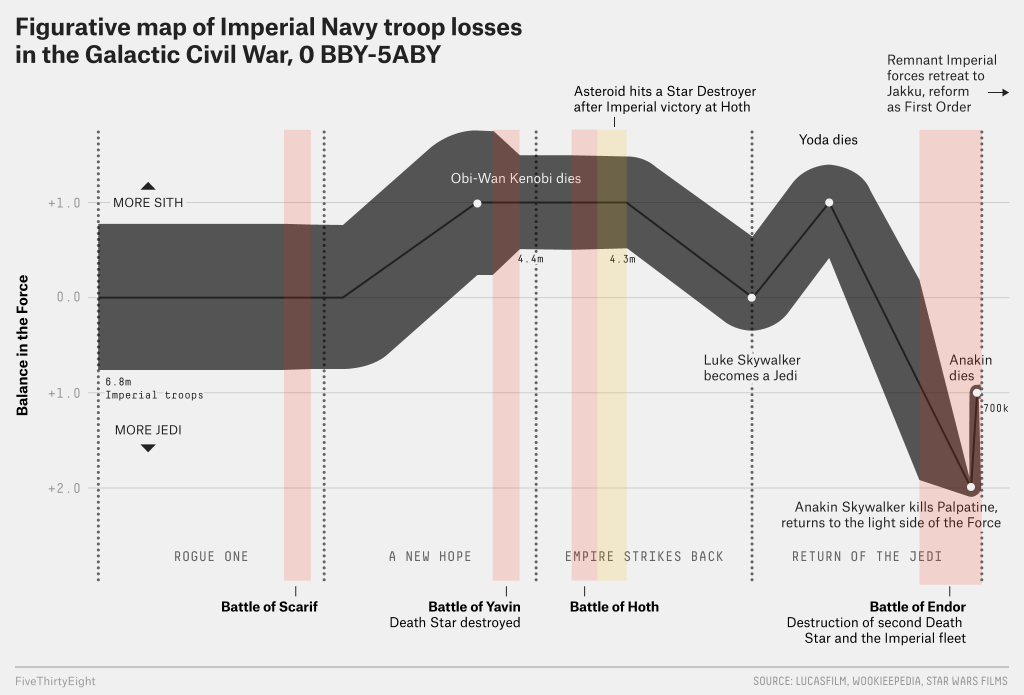 Figurative map of Imperial Navy troop losses
in the Galactic Civil War, 0 BBY-5ABY
Remnant Imperial
forces retreat to
Jakku, reform
as First Order
Asteroid hits a Star Destroyer
after Imperial victory at Hoth
Yoda dies
Obi-Wan Kenobi dies
+1.0
MORE SITH
4.4m
4.3m
Balance in the Force
0.0
Luke Skywalker
becomes a Jedi
Anakin
dies
6.8m
Imperial troops
+1.0
700k
MORE JEDI
+2.0
Anakin Skywalker kills Palpatine,
returns to the light side of the Force
ROGUE ONE
A NEW HOPE
EMPIRE STRIKES BACK
RETURN OF THE JEDI
Battle of Scarif
Battle of Yavin
Death Star destroyed
Battle of Hoth
Battle of Endor
Destruction of second Death
Star and the Imperial fleet
FiveThirtyEight
SOURCE: LUCASFILM, WOOKIEEPEDIA, STAR WARS FILMS